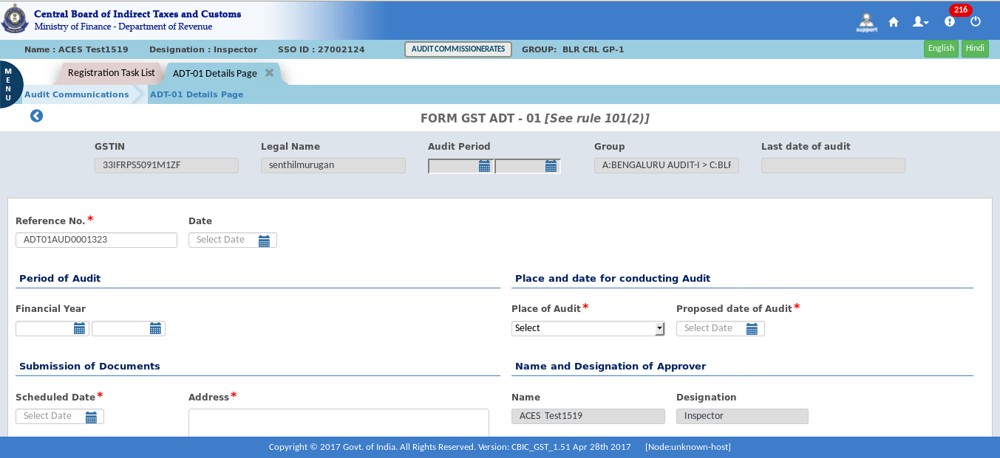 Central Board of Indirect Taxes and Customs
Ministry of Finance - Department of Revenue
support
216
Name : ACES Test1519 Designation : Inspector SSO ID : 27002124 AUDIT COMMISSIONERATES GROUP: BLR CRL GP-1 English Hindi
MENU
Registration Task List ADT-01 Details Page
Audit Communications ADT-01 Details Page
FORM GST ADT - 01 [See rule 101(2)]
GSTIN Legal Name Audit Period Group Last date of audit
33IFRPS5091M1ZF senthilmurugan A:BENGALURU AUDIT-I > C:BLR
Reference No.* Date
ADT01AUD0001323 Select Date
Period of Audit Place and date for conducting Audit
Financial Year Place of Audit* Proposed date of Audit*
Select Select Date
Submission of Documents Name and Designation of Approver
Scheduled Date* Address* Name Designation
Select Date ACES Test1519 Inspector
Copyright © 2017 Govt. of India. All Rights Reserved. Version: CBIC_GST_1.51 Apr 28th 2017 [Node:unknown-host]